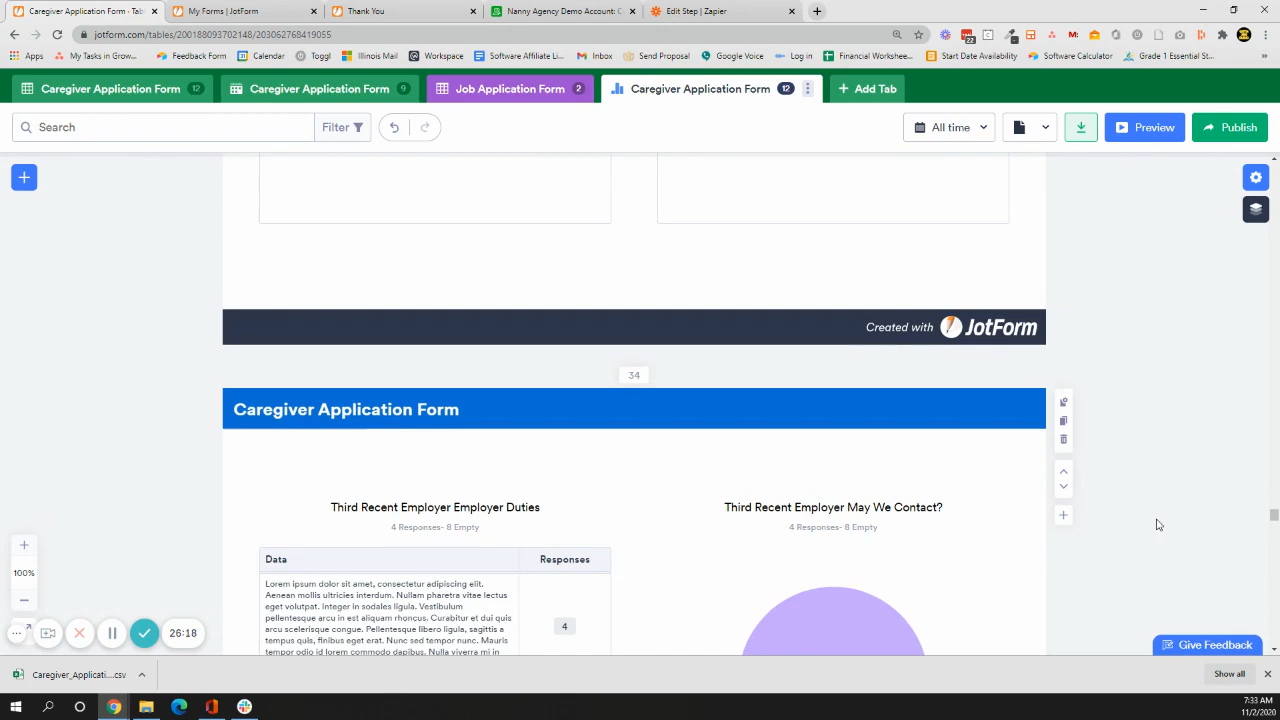 Caregiver Application Form - Tabl
My Forms | JotForm
Thank You
Nanny Agency Demo Account: C
Edit Step | Zapier
jotform.com/tables/200188093702148/203062768419055
22
Apps
My Tasks in Grow...
Feedback Form
Calendar
Toggl
Illinois Mail
Workspace
Software Affiliate Li...
Inbox
Send Proposal
Google Voice
Log in
Financial Workshee...
Start Date Availability
Software Calculator
Grade 1 Essential St...
Caregiver Application Form 12
Caregiver Application Form 9
Job Application Form 2
Caregiver Application Form 12
Add Tab
Search
Filter
All time
Preview
Publish
Created with JotForm
34
Caregiver Application Form
Third Recent Employer Employer Duties
4 Responses- 8 Empty
Third Recent Employer May We Contact?
4 Responses- 8 Empty
Data
Responses
Lorem ipsum dolor sit amet, consectetur adipiscing elit.
Aenean mollis ultricies interdum. Nullam pharetra vitae lectus
eget volutpat. Integer in sodales ligula. Vestibulum
pellentesque arcu in est aliquam rhoncus. Curabitur et dui quis
arcu scelerisque congue. Pellentesque libero ligula, sagittis a
tempus quis, finibus eget erat. Nunc sed tempor nunc. Mauris
tempor odio id lorem commodo dapibus. Nulla viverra mi in
4
100%
26:18
Give Feedback
Caregiver_Applicati....csv
Show all
7:33 AM
11/2/2020